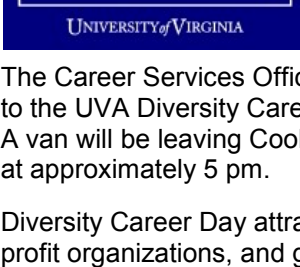 UNIVERSITY of VIRGINIA
The Career Services Offic
to the UVA Diversity Care
A van will be leaving Cool
at approximately 5 pm.
Diversity Career Day attra
profit organizations, and g